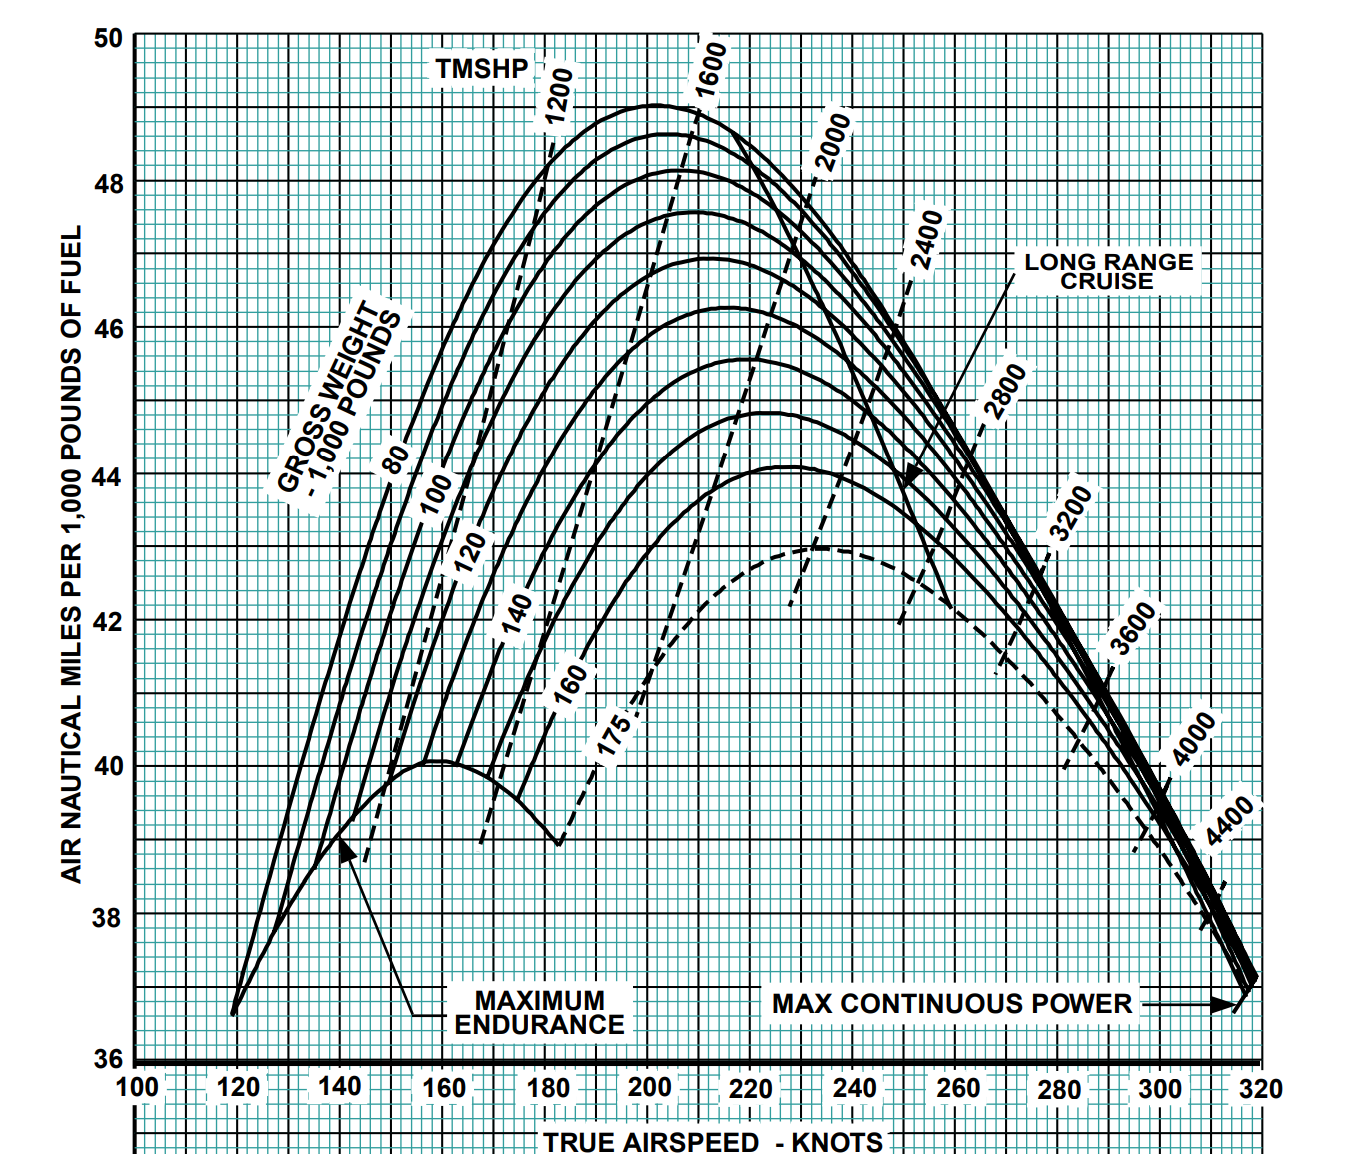 50
48
46
44
42
40
38
36
AIR NAUTICAL MILES PER 1,000 POUNDS OF FUEL
TMSHP
1200
1600
2000
2400
2800
3200
3600
4000
4400
LONG RANGE
CRUISE
GROSS WEIGHT
- 1,000 POUNDS
80
100
120
140
160
175
MAXIMUM
ENDURANCE
MAX CONTINUOUS POWER
100 120 140 160 180 200 220 240 260 280 300 320
TRUE AIRSPEED - KNOTS